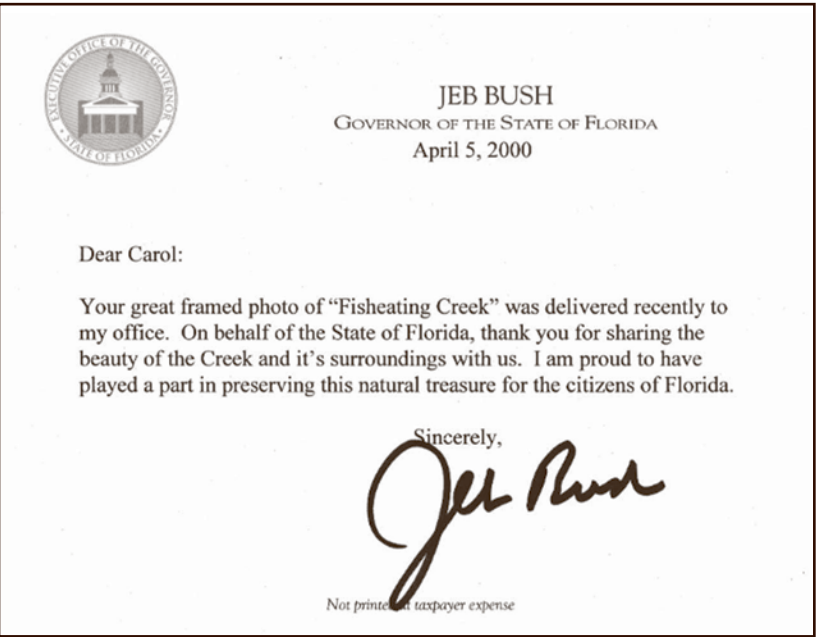 EXECUTIVE OFFICE OF THE GOVERNOR
STATE OF FLORIDA
JEB BUSH
GOVERNOR OF THE STATE OF FLORIDA
April 5, 2000
Dear Carol:
Your great framed photo of “Fisheating Creek” was delivered recently to
my office. On behalf of the State of Florida, thank you for sharing the
beauty of the Creek and it’s surroundings with us. I am proud to have
played a part in preserving this natural treasure for the citizens of Florida.
Sincerely,
Jeb Bush
Not printed at taxpayer expense